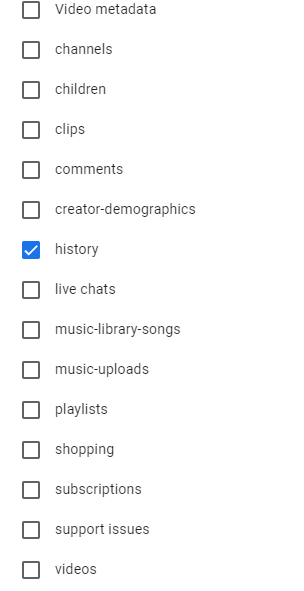 Video metadata
channels
children
clips
comments
creator-demographics
history
live chats
music-library-songs
music-uploads
playlists
shopping
subscriptions
support issues
videos